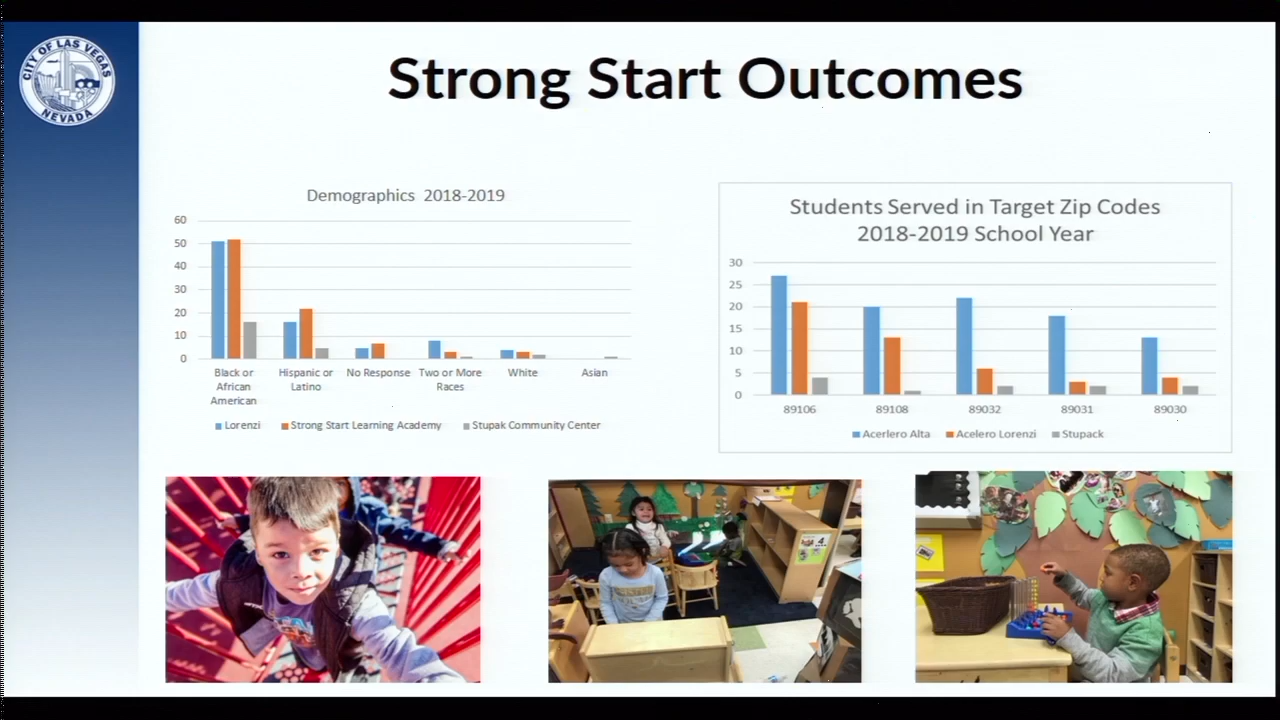 CITY OF LAS VEGAS
NEVADA
Strong Start Outcomes
Demographics 2018-2019
60
50
40
30
20
10
0
Black or African American
Hispanic or Latino
No Response
Two or More Races
White
Asian
Lorenzi
Strong Start Learning Academy
Stupak Community Center
Students Served in Target Zip Codes
2018-2019 School Year
30
25
20
15
10
5
0
89106
89108
89032
89031
89030
Acerlero Alta
Acelero Lorenzi
Stupack
4